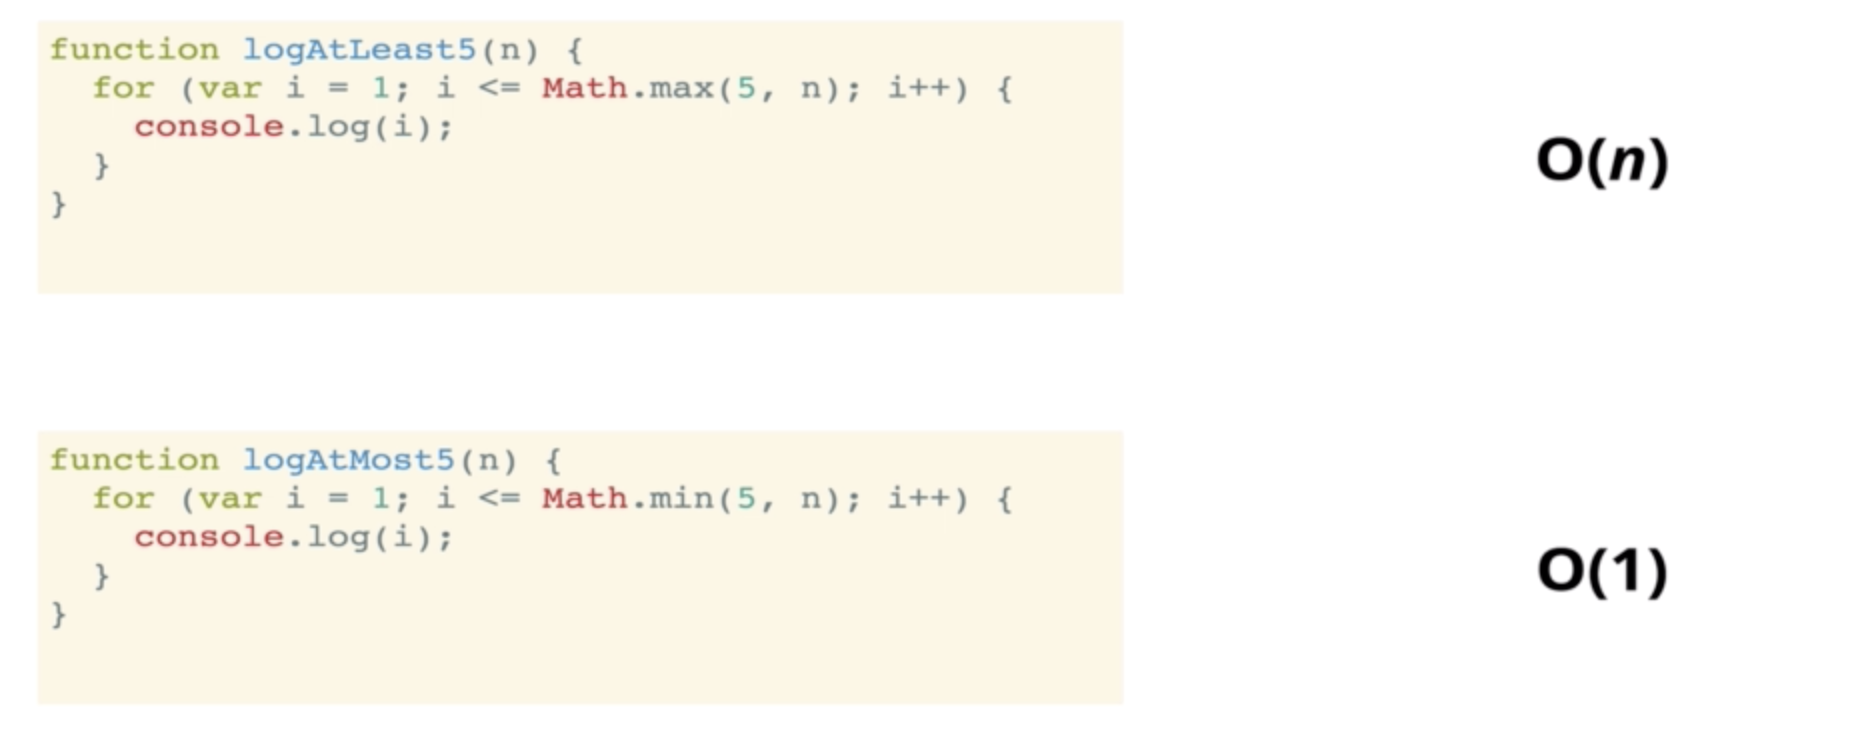 function logAtLeast5(n) {
  for (var i = 1; i <= Math.max(5, n); i++) {
    console.log(i);
  }
}
O(n)
function logAtMost5(n) {
  for (var i = 1; i <= Math.min(5, n); i++) {
    console.log(i);
  }
}
O(1)